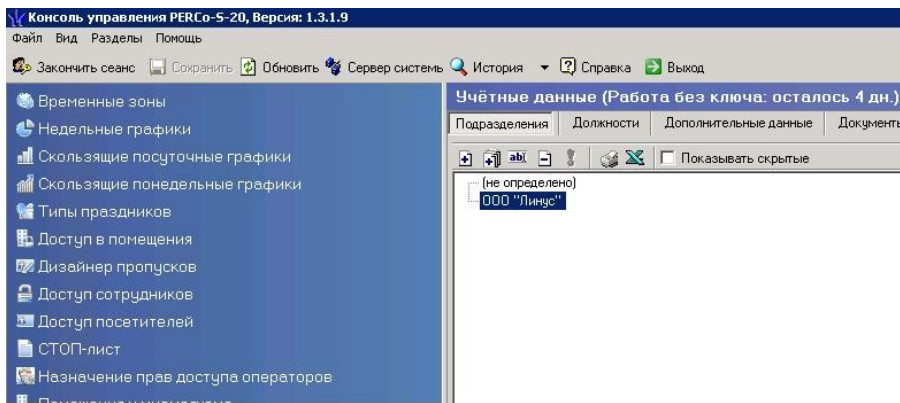 Консоль управления PERCo-S-20, Версия: 1.3.1.9
Файл Вид Разделы Помощь
Закончить сеанс Сохранить Обновить Сервер системь История Справка Выход
Временные зоны
Недельные графики
Скользящие посуточные графики
Скользящие понедельные графики
Типы праздников
Доступ в помещения
Дизайнер пропусков
Доступ сотрудников
Доступ посетителей
СТОП-лист
Назначение прав доступа операторов
Учётные данные (Работа без ключа: осталось 4 дн.)
Подразделения Должности Дополнительные данные Документь
abI Показывать скрытые
(не определено)
ООО "Линус"